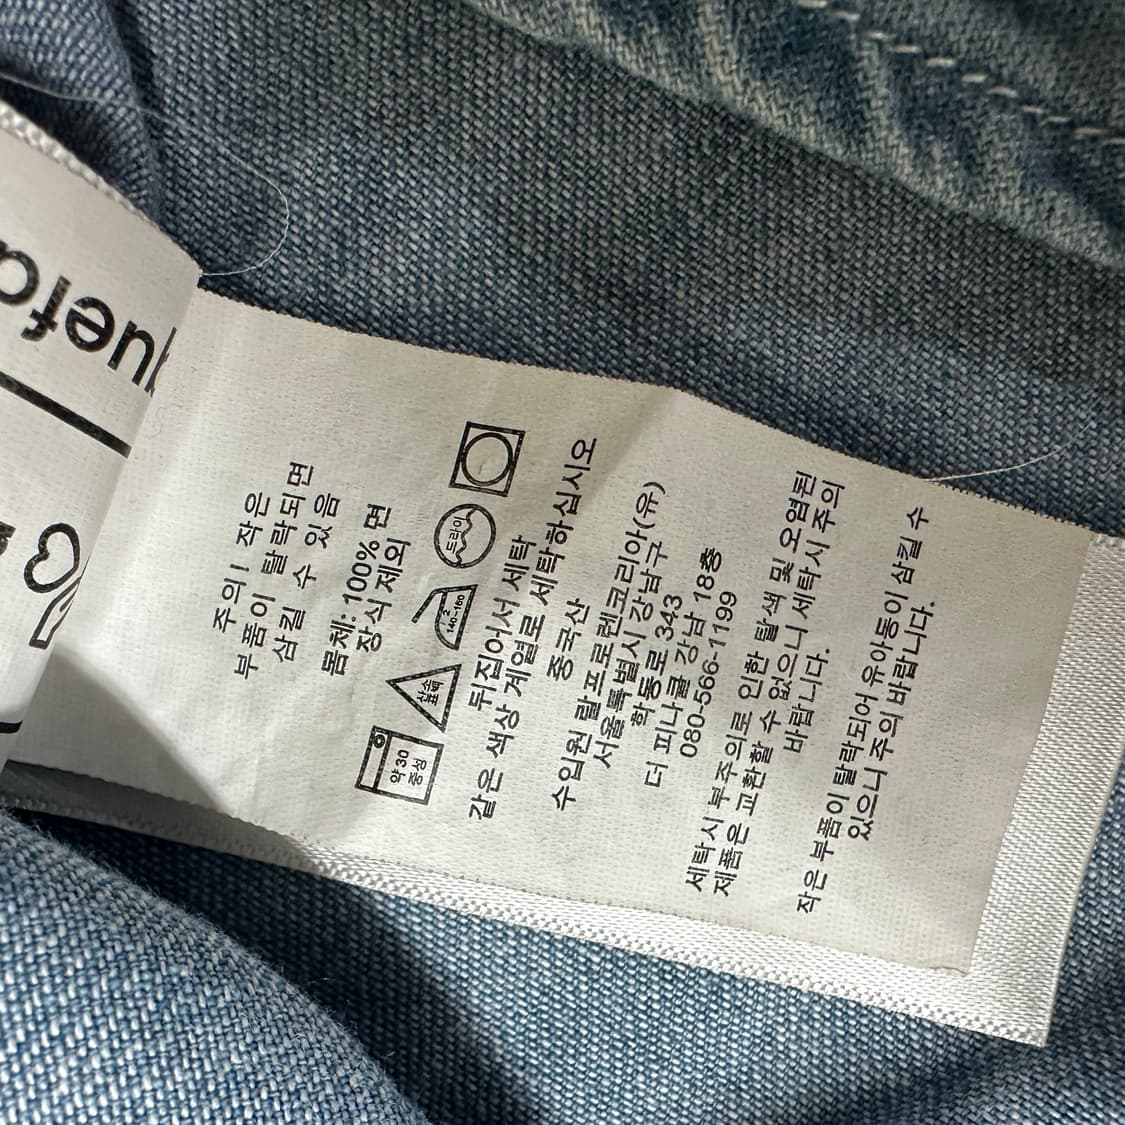 주의! 작은
부품이 탈락되면
삼킬 수 있음
몸체: 100% 면
장식 제외
약30
중성
산소
표백
2
140~160
드라이
뒤집어서 세탁
같은 색상 계열로 세탁하십시오
중국산
수입원 랄프로렌코리아(유)
서울특별시 강남구
학동로 343
더 피나클 강남 18층
080-566-1199
세탁시 부주의로 인한 탈색 및 오염된
제품은 교환할 수 없으니 세탁시 주의
바랍니다.
작은 부품이 탈락되어 유아동이 삼킬 수
있으니 주의 바랍니다.